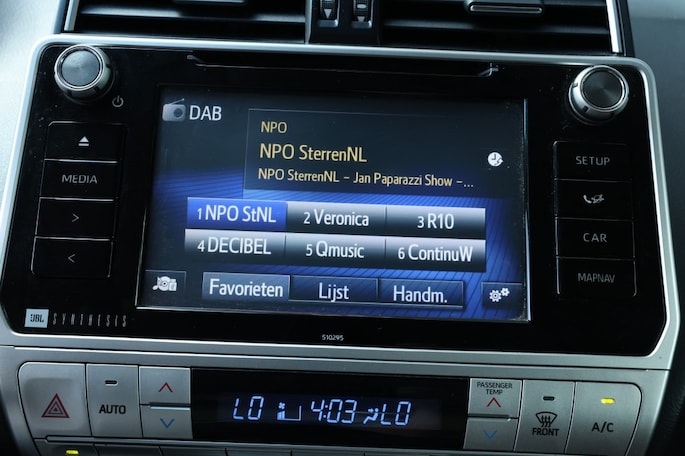 DAB
NPO
NPO SterrenNL
NPO SterrenNL – Jan Paparazzi Show –...
1 NPO StNL
2 Veronica
3 R10
4 DECIBEL
5 Qmusic
6 ContinuW
Favorieten
Lijst
Handm.
MEDIA
>
<
SETUP
CAR
MAPNAV
JBL SYNTHESIS
510295
AUTO
LO
4:03
LO
PASSENGER
TEMP
FRONT
A/C